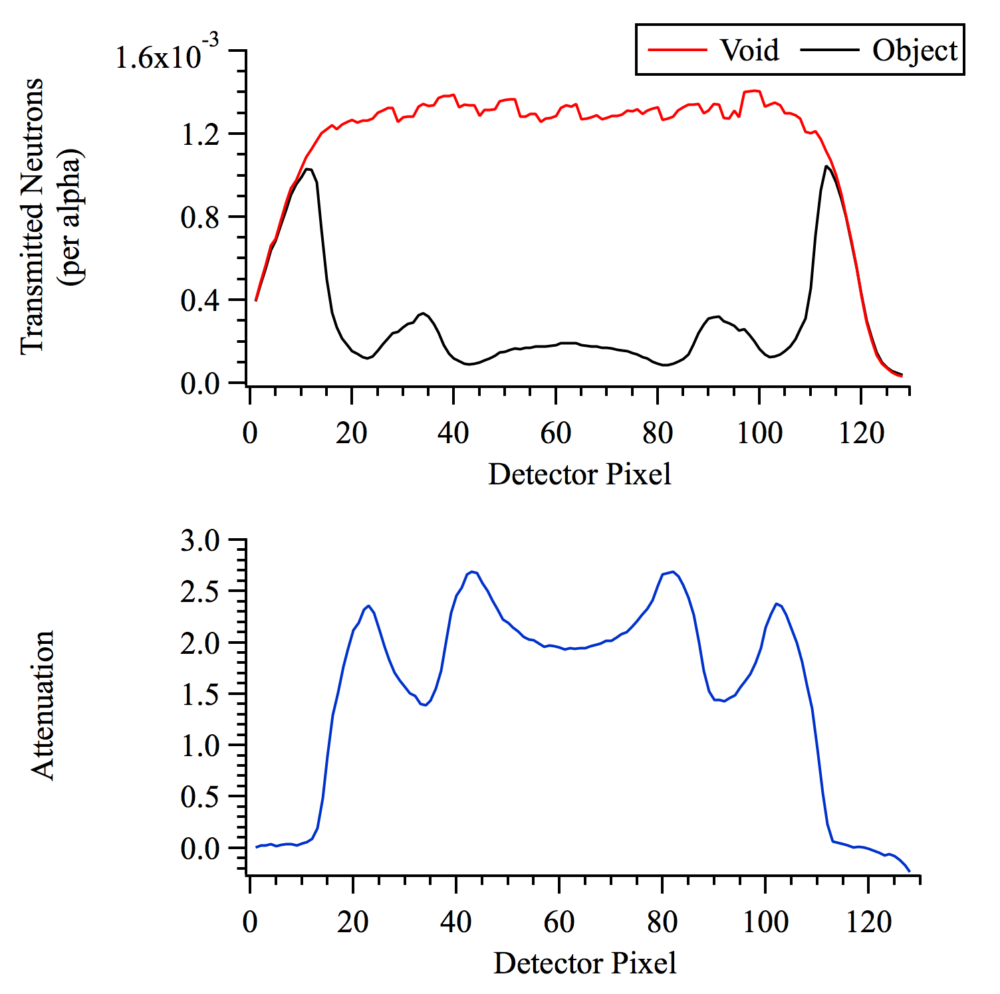 Void Object
1.6x10-3
1.2
0.8
0.4
0.0
Transmitted Neutrons
(per alpha)
0 20 40 60 80 100 120
Detector Pixel
3.0
2.5
2.0
1.5
1.0
0.5
0.0
Attenuation
0 20 40 60 80 100 120
Detector Pixel